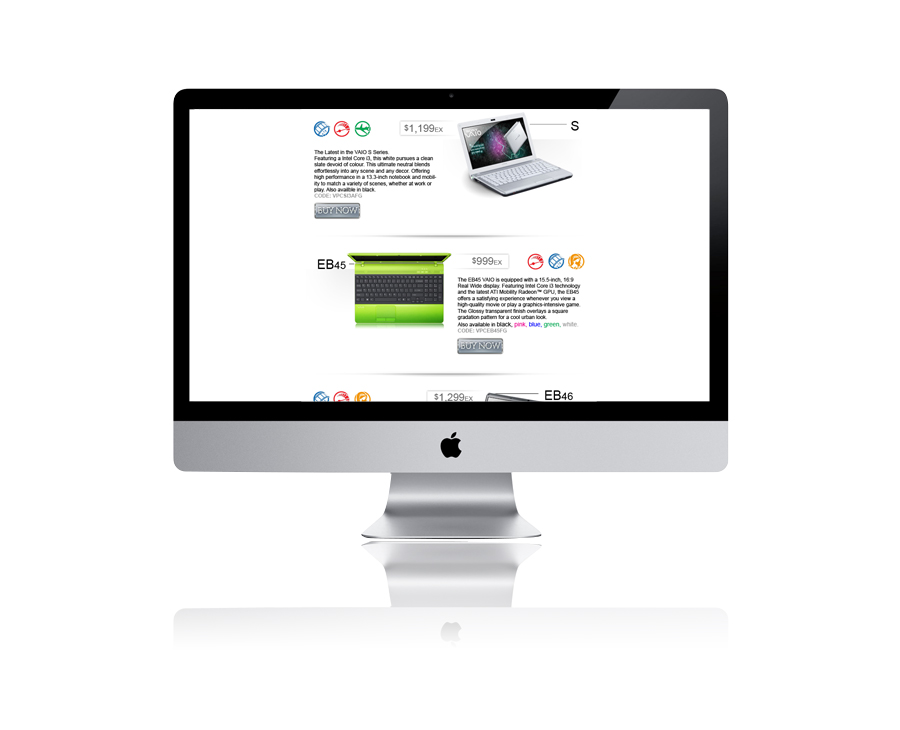 $1,199EX
S
The Latest in the VAIO S Series.
Featuring a Intel Core i3, this white pursues a clean
slate devoid of colour. This ultimate neutral blends
effortlessly into any scene and any decor. Offering
high performance in a 13.3-inch notebook and mobil-
ity to match a variety of scenes, whether at work or
play. Also availble in black.
BUY NOW
EB45
$999EX
The EB45 VAIO is equipped with a 15.5-inch, 16:9
Real Wide display. Featuring Intel Core i3 technology
and the latest ATI Mobility Radeon™ GPU, the EB45
offers a satisfying experience whenever you view a
high-quality movie or play a graphics-intensive game.
The Glossy transparent finish overlays a square
gradation pattern for a cool urban look.
Also available in black, pink, blue, green, white.
CODE: VPCEB45FG
BUY NOW
$1,299EX
EB46